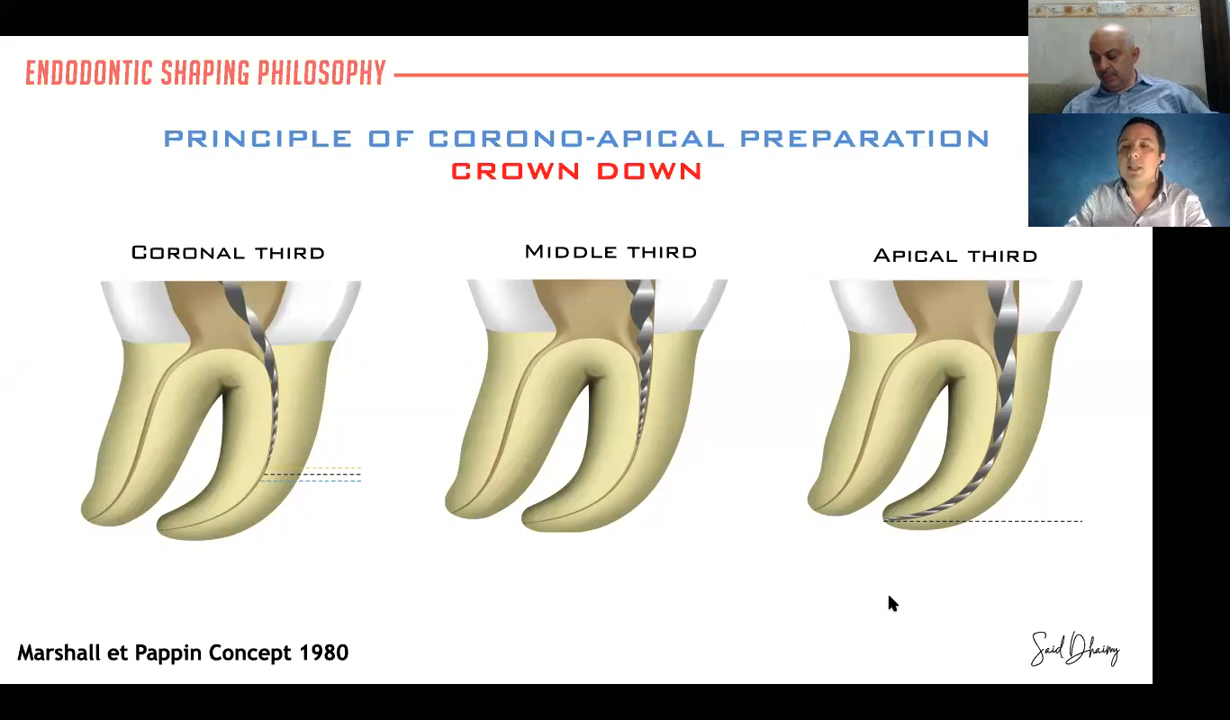 ENDODONTIC SHAPING PHILOSOPHY
PRINCIPLE OF CORONO-APICAL PREPARATION
CROWN DOWN
CORONAL THIRD
MIDDLE THIRD
APICAL THIRD
Marshall et Pappin Concept 1980
Said Dhaimy